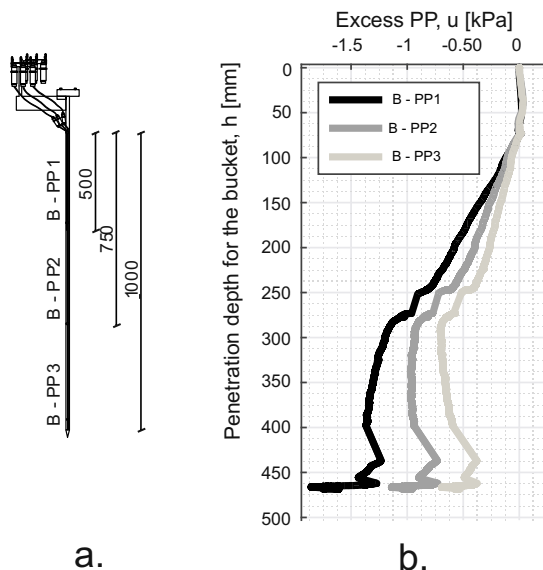 B - PP1
B - PP2
B - PP3
500
750
1000
a.
Excess PP, u [kPa]
-1.5 -1 -0.50 0
Penetration depth for the bucket, h [mm]
0
50
100
150
200
250
300
350
400
450
500
B - PP1
B - PP2
B - PP3
b.